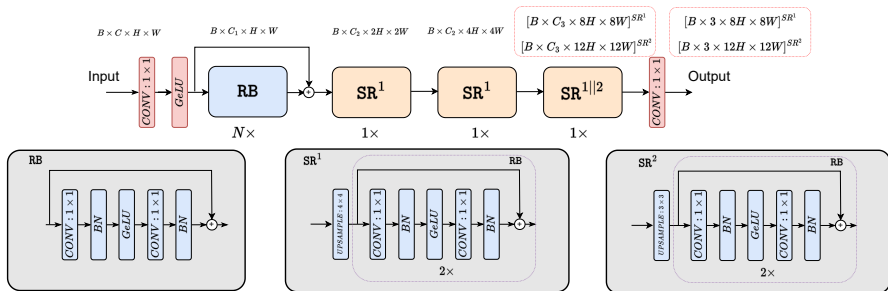 B × C × H × W
B × C₁ × H × W
B × C₂ × 2H × 2W
B × C₂ × 4H × 4W
[B × C₃ × 8H × 8W]^{SR¹}
[B × C₃ × 12H × 12W]^{SR²}
[B × 3 × 8H × 8W]^{SR¹}
[B × 3 × 12H × 12W]^{SR²}
Input
CONV : 1 × 1
GeLU
RB
+
SR¹
SR¹
SR^{1||2}
CONV : 1 × 1
Output
N×
1×
1×
1×
RB
CONV : 1 × 1
BN
GeLU
CONV : 1 × 1
BN
+
SR¹
RB
UPSAMPLE : 4 × 4
CONV : 1 × 1
BN
GeLU
CONV : 1 × 1
BN
+
2×
SR²
RB
UPSAMPLE : 3 × 3
CONV : 1 × 1
BN
GeLU
CONV : 1 × 1
BN
+
2×